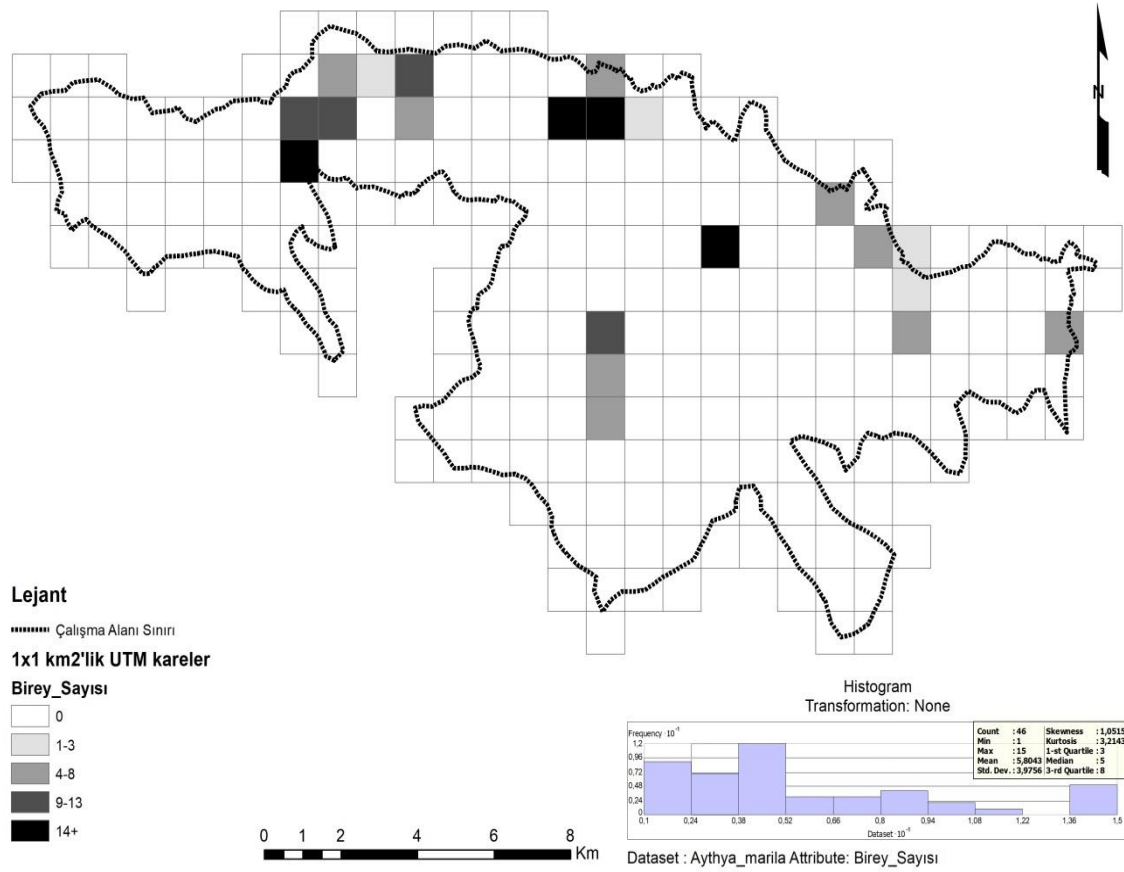 N
Lejant
Çalışma Alanı Sınırı
1x1 km2'lik UTM kareler
Birey_Sayısı
0
1-3
4-8
9-13
14+
0 1 2 4 6 8
Km
Histogram
Transformation: None
Frequency · 10⁻¹
1,2
0,96
0,72
0,48
0,24
0
0,1 0,24 0,38 0,52 0,66 0,8 0,94 1,08 1,22 1,36 1,5
Dataset · 10⁻¹
Count : 46 Skewness : 1,0515
Min : 1 Kurtosis : 3,2143
Max : 15 1-st Quartile : 3
Mean : 5,8043 Median : 5
Std. Dev. : 3,9756 3-rd Quartile : 8
Dataset : Aythya_marila Attribute: Birey_Sayısı